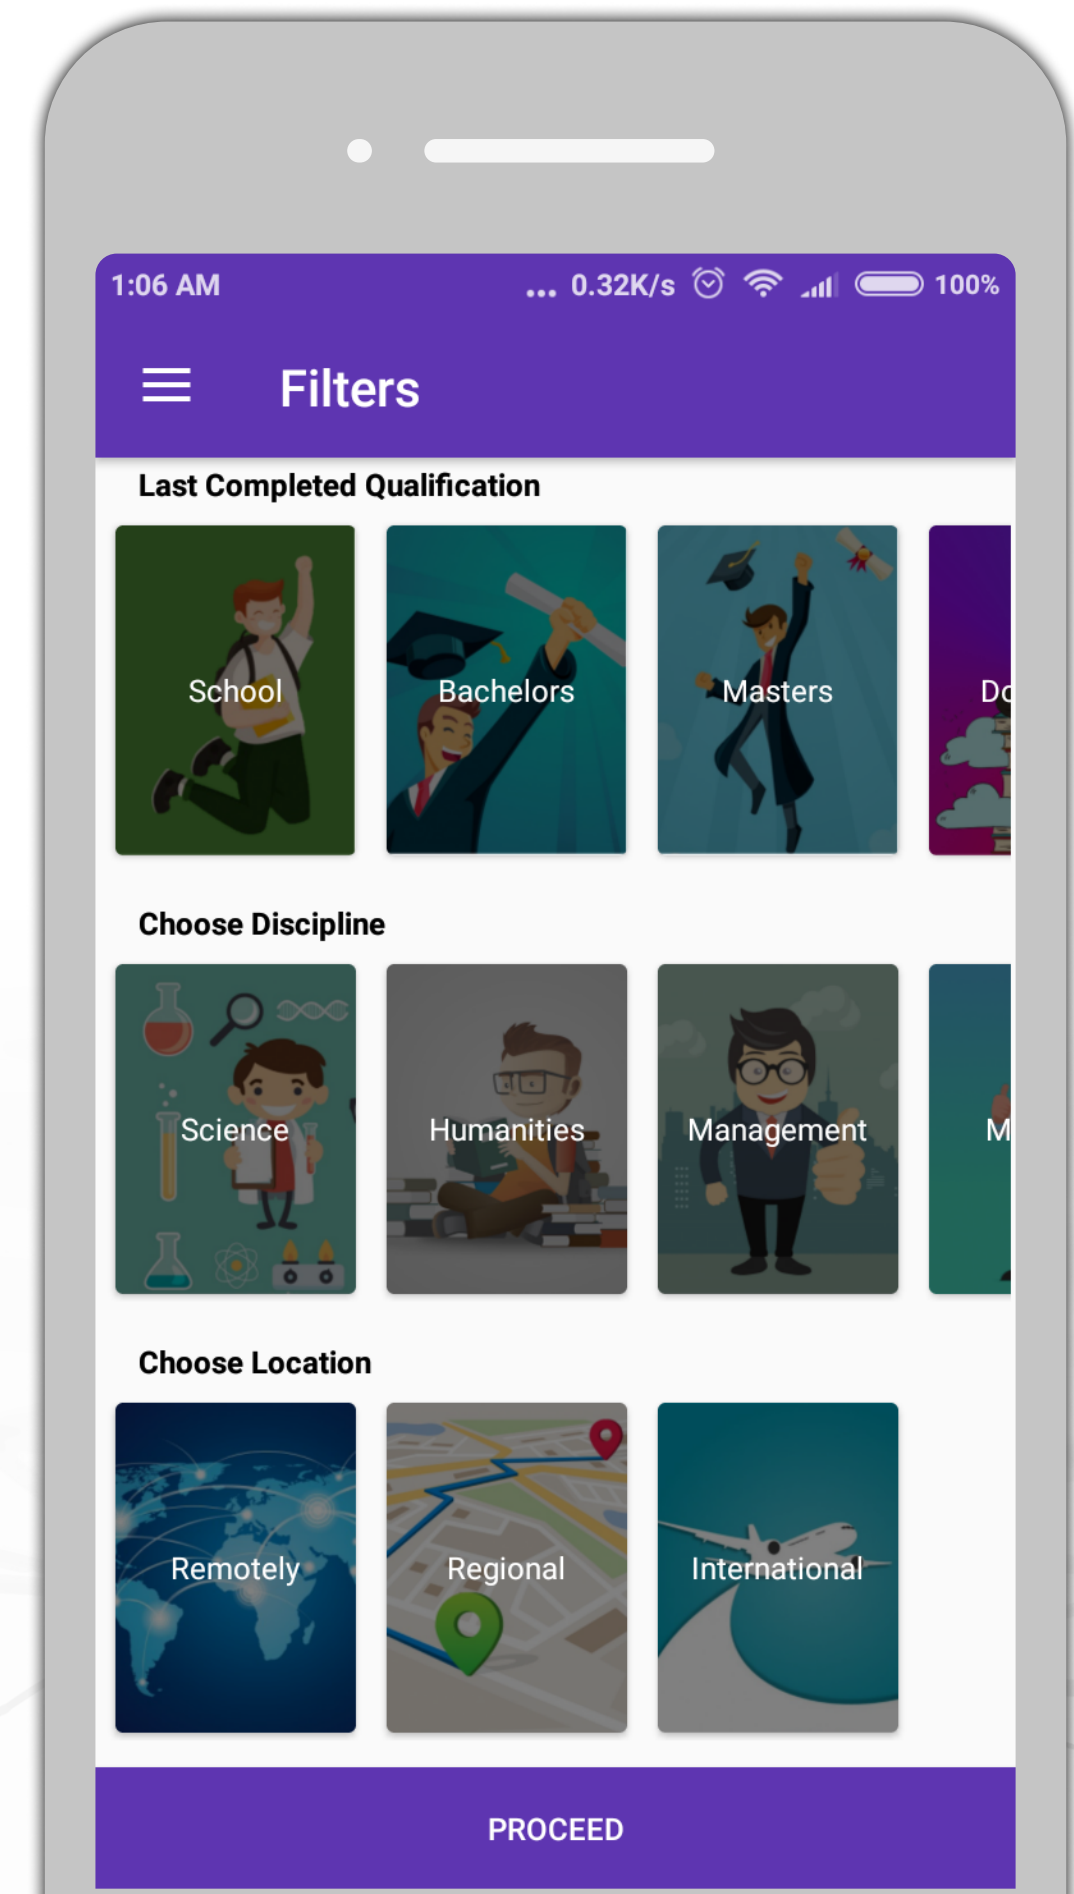 1:06 AM ... 0.32K/s 100%
Filters
Last Completed Qualification
School Bachelors Masters
Choose Discipline
Science Humanities Management
Choose Location
Remotely Regional International
PROCEED